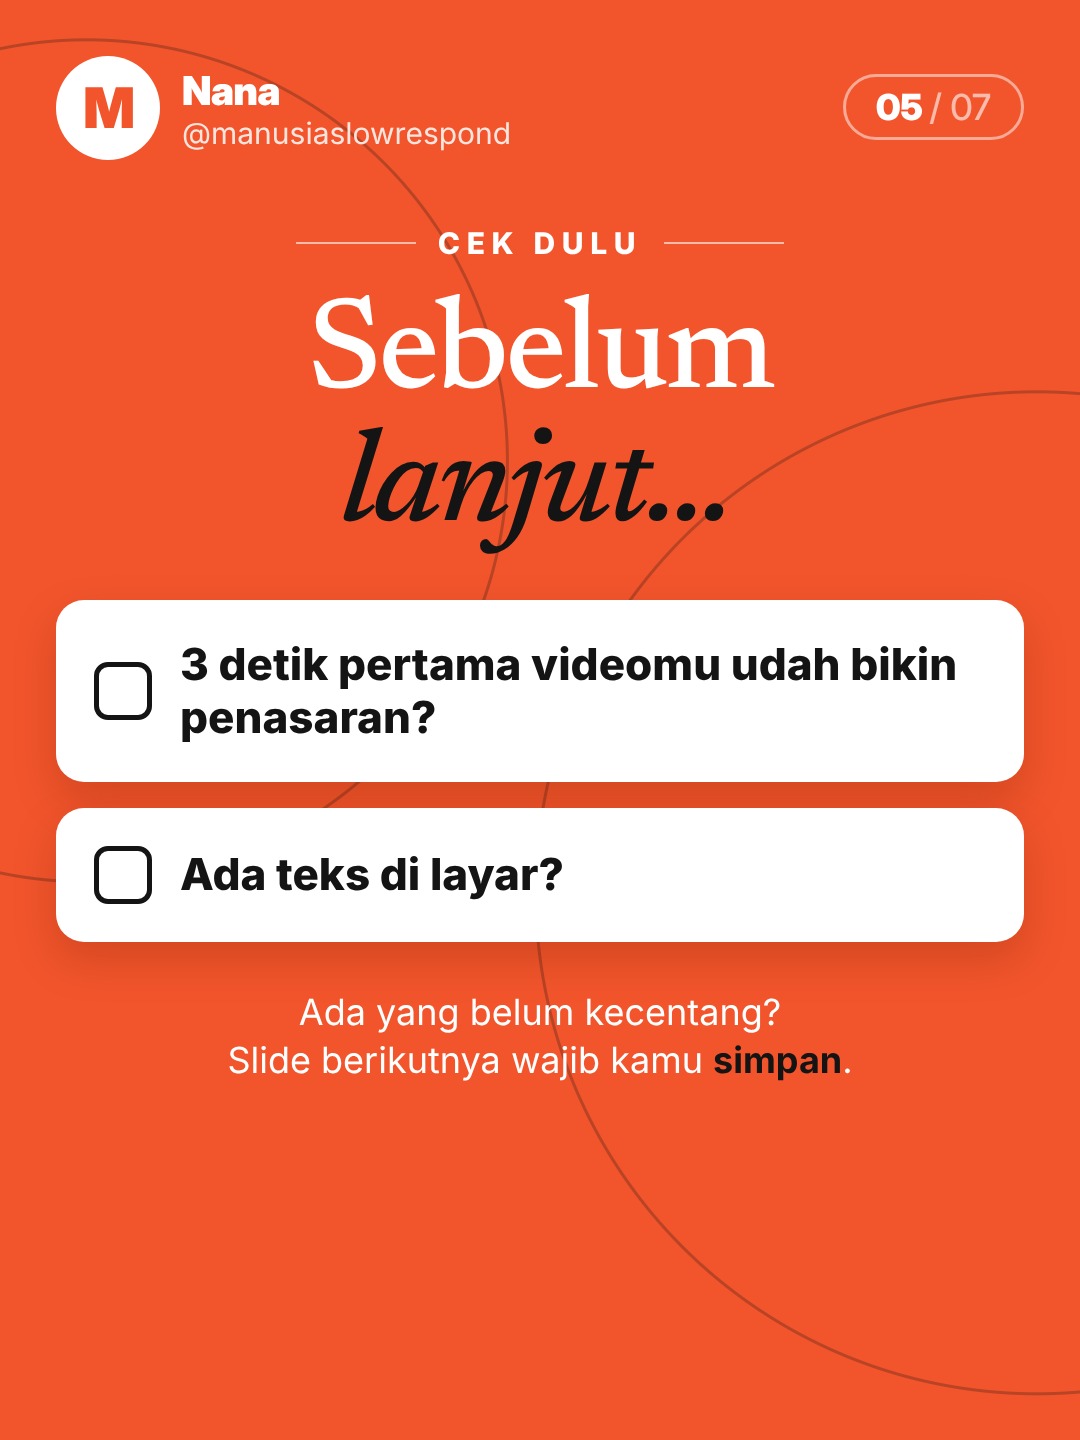 M
Nana
@manusiaslowrespond
05 / 07
CEK DULU
Sebelum
lanjut...
3 detik pertama videomu udah bikin
penasaran?
Ada teks di layar?
Ada yang belum kecentang?
Slide berikutnya wajib kamu simpan.